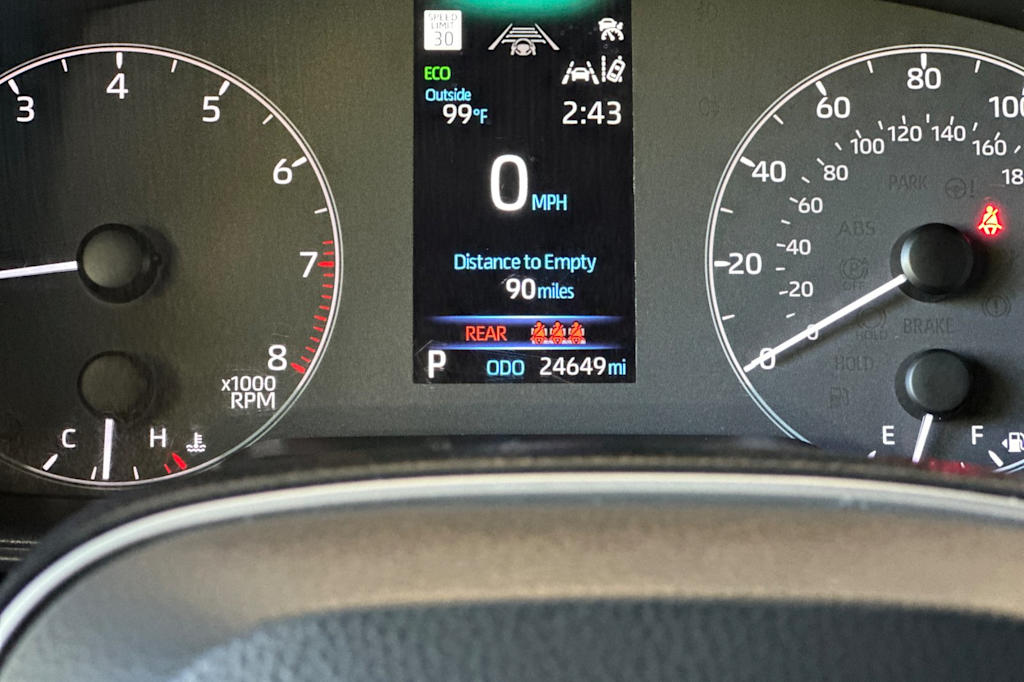 3
4
5
6
7
8
x1000
RPM
C
H
SPEED
LIMIT
30
ECO
Outside
99°F
2:43
0 MPH
Distance to Empty
90 miles
REAR
P
ODO 24649 mi
0
20
40
60
80
100
0
20
40
60
80
100
120
140
160
18
PARK
ABS
OFF
HOLD
BRAKE
HOLD
E
F